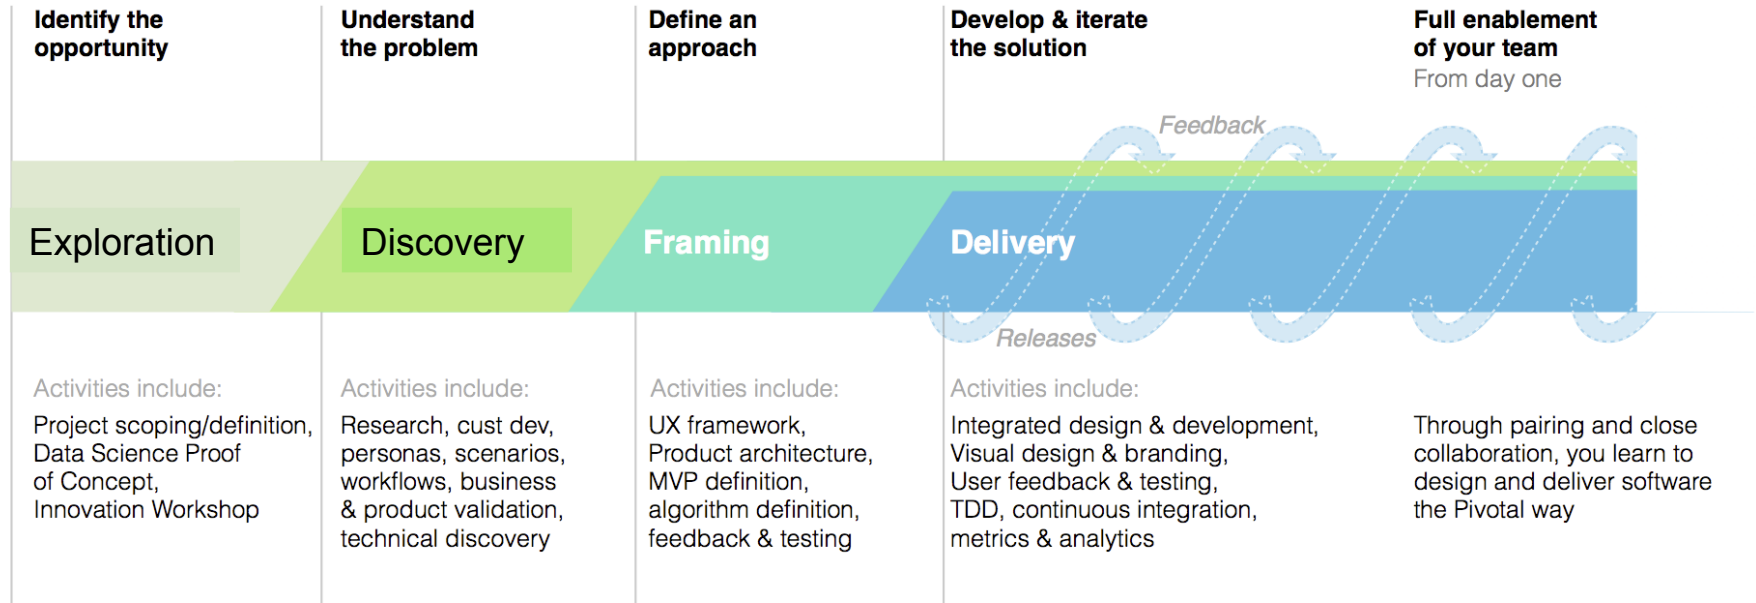 Identify the
opportunity
Understand
the problem
Define an
approach
Develop & iterate
the solution
Full enablement
of your team
From day one
Feedback
Exploration
Discovery
Framing
Delivery
Releases
Activities include:
Project scoping/definition,
Data Science Proof
of Concept,
Innovation Workshop
Activities include:
Research, cust dev,
personas, scenarios,
workflows, business
& product validation,
technical discovery
Activities include:
UX framework,
Product architecture,
MVP definition,
algorithm definition,
feedback & testing
Activities include:
Integrated design & development,
Visual design & branding,
User feedback & testing,
TDD, continuous integration,
metrics & analytics
Through pairing and close
collaboration, you learn to
design and deliver software
the Pivotal way